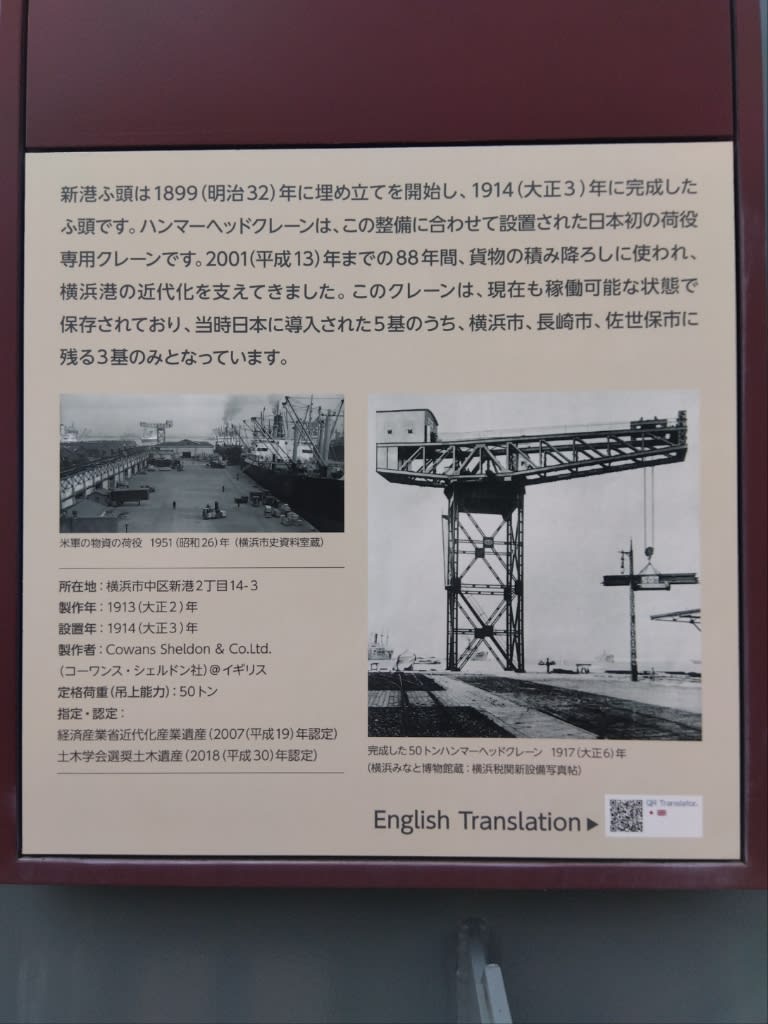 新港ふ頭は1899(明治32)年に埋め立てを開始し、1914(大正3)年に完成した
ふ頭です。ハンマーヘッドクレーンは、この整備に合わせて設置された日本初の荷役
専用クレーンです。2001(平成13)年までの88年間、貨物の積み降ろしに使われ、
横浜港の近代化を支えてきました。このクレーンは、現在も稼働可能な状態で
保存されており、当時日本に導入された5基のうち、横浜市、長崎市、佐世保市に
残る3基のみとなっています。
米軍の物資の荷役 1951(昭和26)年(横浜市史資料室蔵)
所在地:横浜市中区新港2丁目14-3
製作年:1913(大正2)年
設置年:1914(大正3)年
製作者:Cowans Sheldon & Co.Ltd.
(コーワンス・シェルドン社)@イギリス
定格荷重(吊上能力):50トン
指定・認定:
経済産業省近代化産業遺産(2007(平成19)年認定)
土木学会選奨土木遺産(2018(平成30)年認定)
完成した50トンハンマーヘッドクレーン 1917(大正6)年
(横浜みなと博物館蔵:横浜税関新設備写真帖)
English Translation▶
QR Translator.